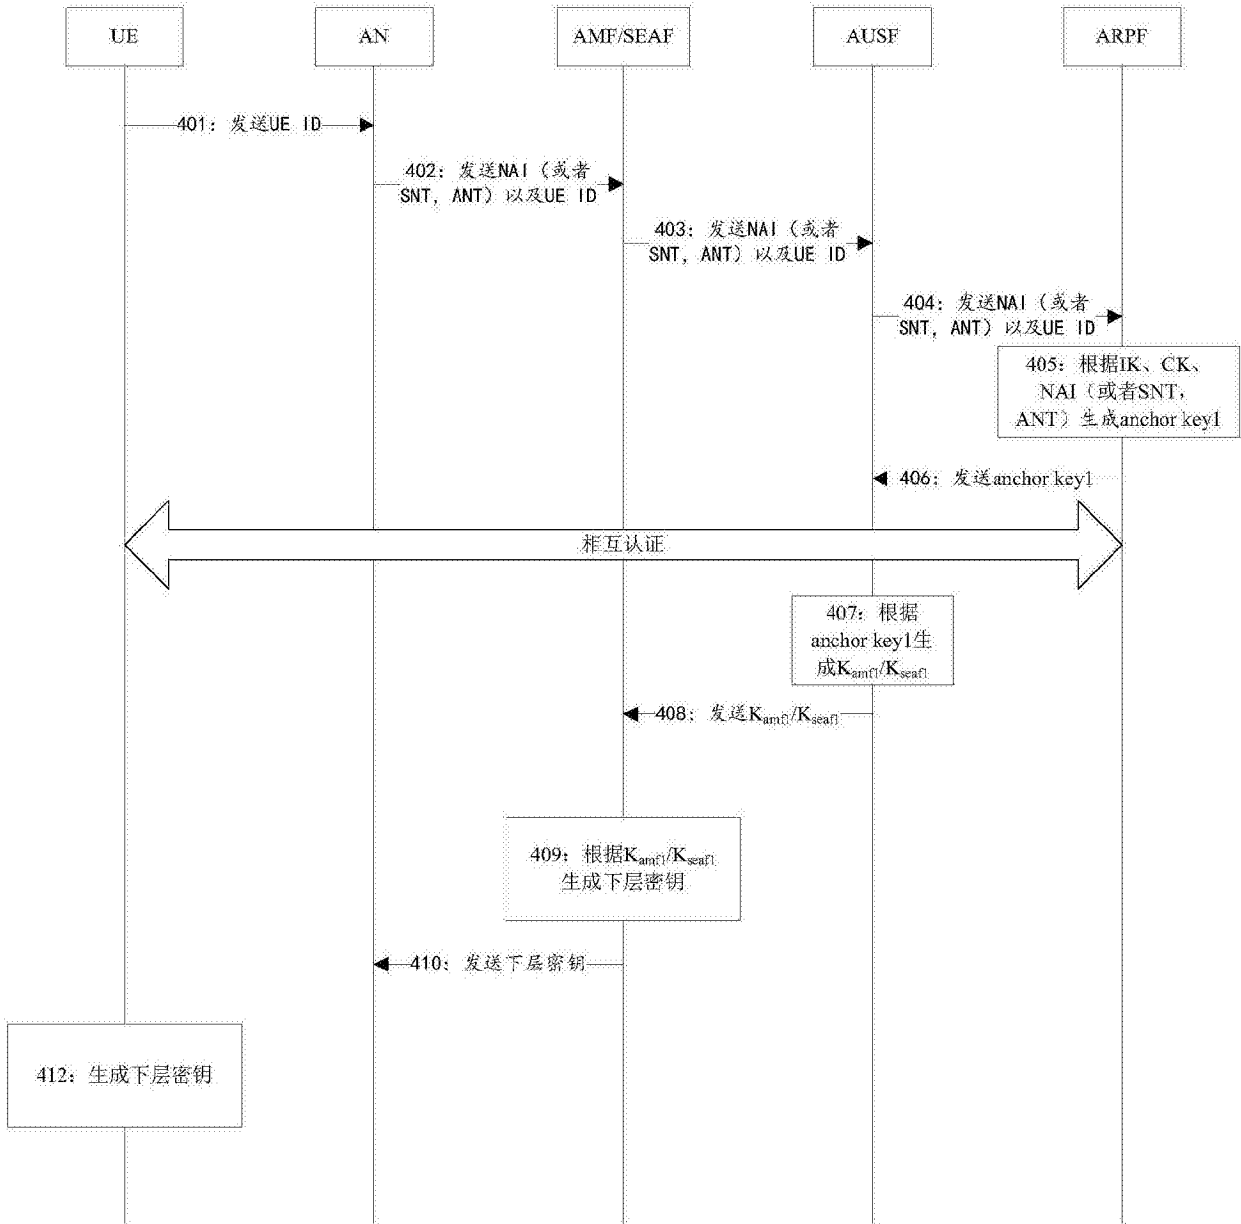 UE
AN
AMF/SEAF
AUSF
ARPF
401：发送UE ID
402：发送NAI（或者
SNT，ANT）以及UE ID
403：发送NAI（或者
SNT，ANT）以及UE ID
404：发送NAI（或者
SNT，ANT）以及UE ID
405：根据IK、CK、
NAI（或者SNT，
ANT）生成anchor key1
406：发送anchor key1
相互认证
407：根据
anchor key1生
成Kamf1/Kseaf1
408：发送Kamf1/Kseaf1
409：根据Kamf1/Kseaf1
生成下层密钥
410：发送下层密钥
412：生成下层密钥